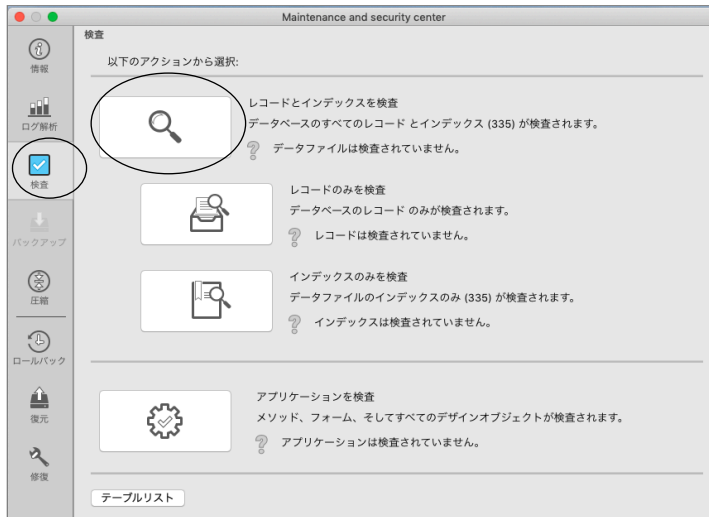 Maintenance and security center
情報
ログ解析
検査
バックアップ
圧縮
ロールバック
復元
修復
検査
以下のアクションから選択:
レコードとインデックスを検査
データベースのすべてのレコード とインデックス (335) が検査されます。
データファイルは検査されていません。
レコードのみを検査
データベースのレコード のみが検査されます。
レコードは検査されていません。
インデックスのみを検査
データファイルのインデックスのみ (335) が検査されます。
インデックスは検査されていません。
アプリケーションを検査
メソッド、フォーム、そしてすべてのデザインオブジェクトが検査されます。
アプリケーションは検査されていません。
テーブルリスト